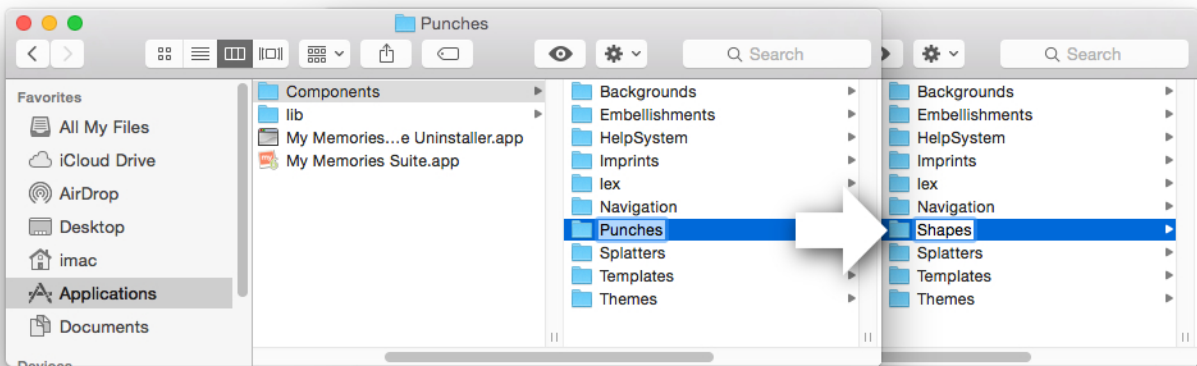 Punches
Search
Search
Favorites
All My Files
iCloud Drive
AirDrop
Desktop
imac
Applications
Documents
Devices
Components
lib
My Memories...e Uninstaller.app
My Memories Suite.app
Backgrounds
Embellishments
HelpSystem
Imprints
lex
Navigation
Punches
Splatters
Templates
Themes
Backgrounds
Embellishments
HelpSystem
Imprints
lex
Navigation
Shapes
Splatters
Templates
Themes